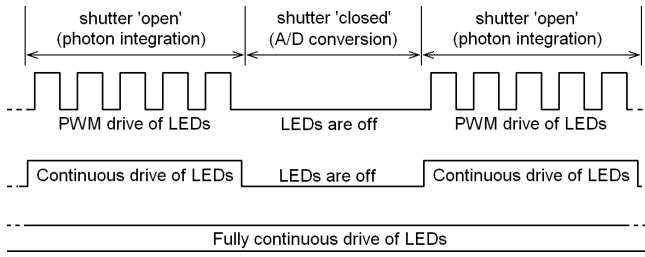 shutter 'open'
(photon integration)
shutter 'closed'
(A/D conversion)
shutter 'open'
(photon integration)
PWM drive of LEDs
LEDs are off
PWM drive of LEDs
Continuous drive of LEDs
LEDs are off
Continuous drive of LEDs
Fully continuous drive of LEDs